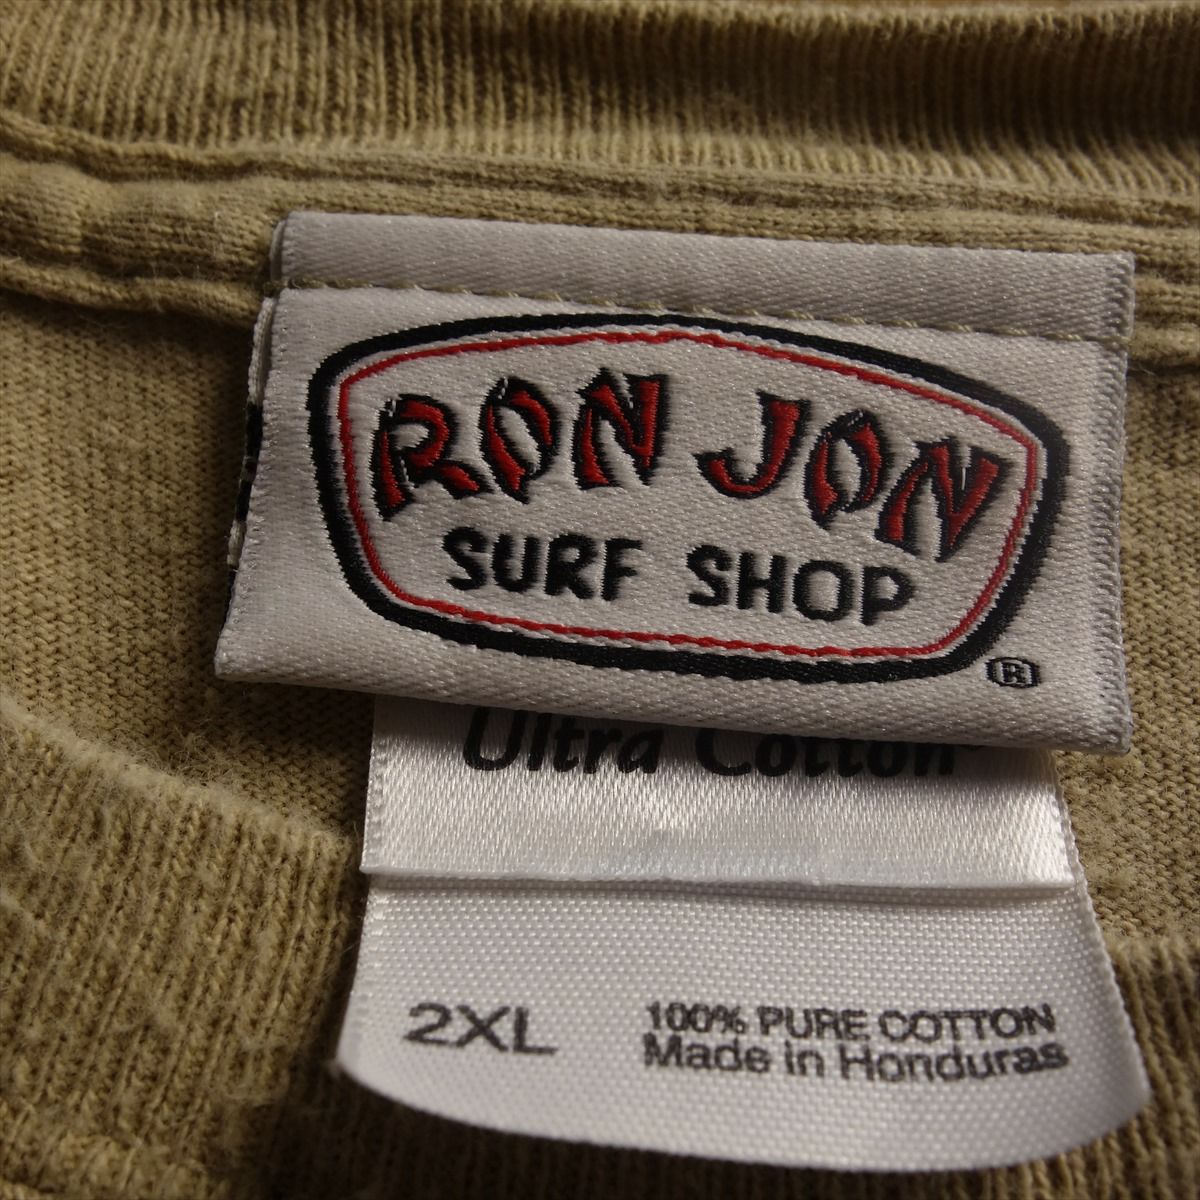 RON JON
SURF SHOP
®
Ultra Cotton
2XL
100% PURE COTTON
Made in Honduras